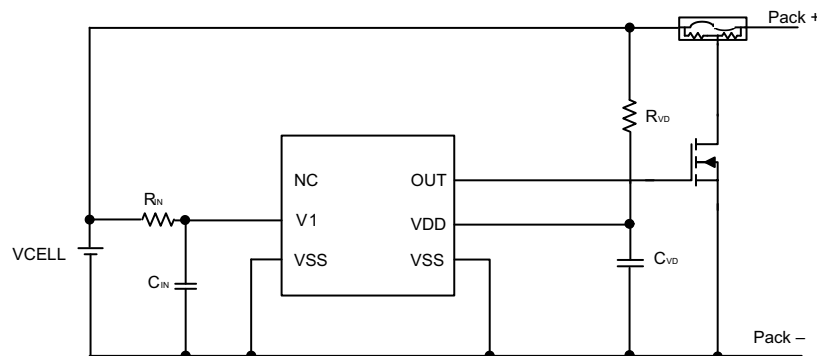 Pack +
RVD
NC
OUT
RIN
V1
VDD
VCELL
VSS
VSS
CIN
CVD
Pack –